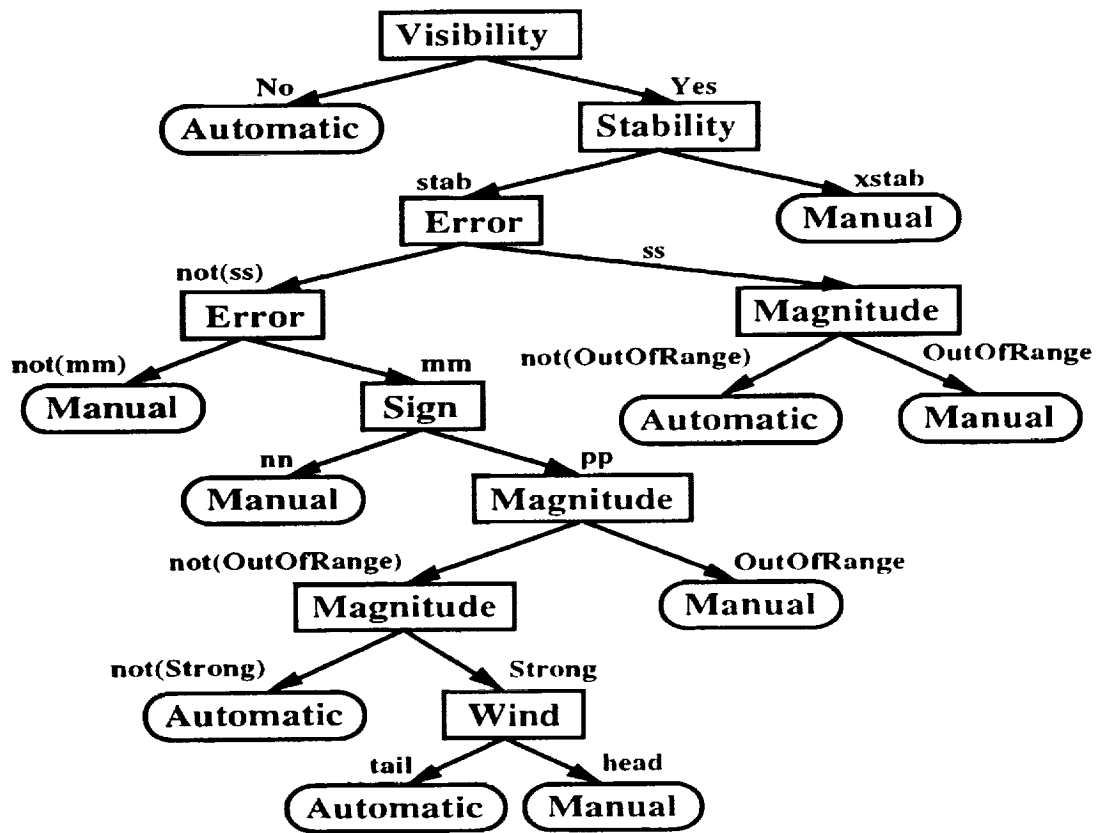 Visibility
No
Yes
Automatic
Stability
stab
xstab
Error
Manual
not(ss)
ss
Error
Magnitude
not(mm)
mm
not(OutOfRange)
OutOfRange
Manual
Sign
Automatic
Manual
nn
pp
Manual
Magnitude
not(OutOfRange)
OutOfRange
Magnitude
Manual
not(Strong)
Strong
Automatic
Wind
tail
head
Automatic
Manual